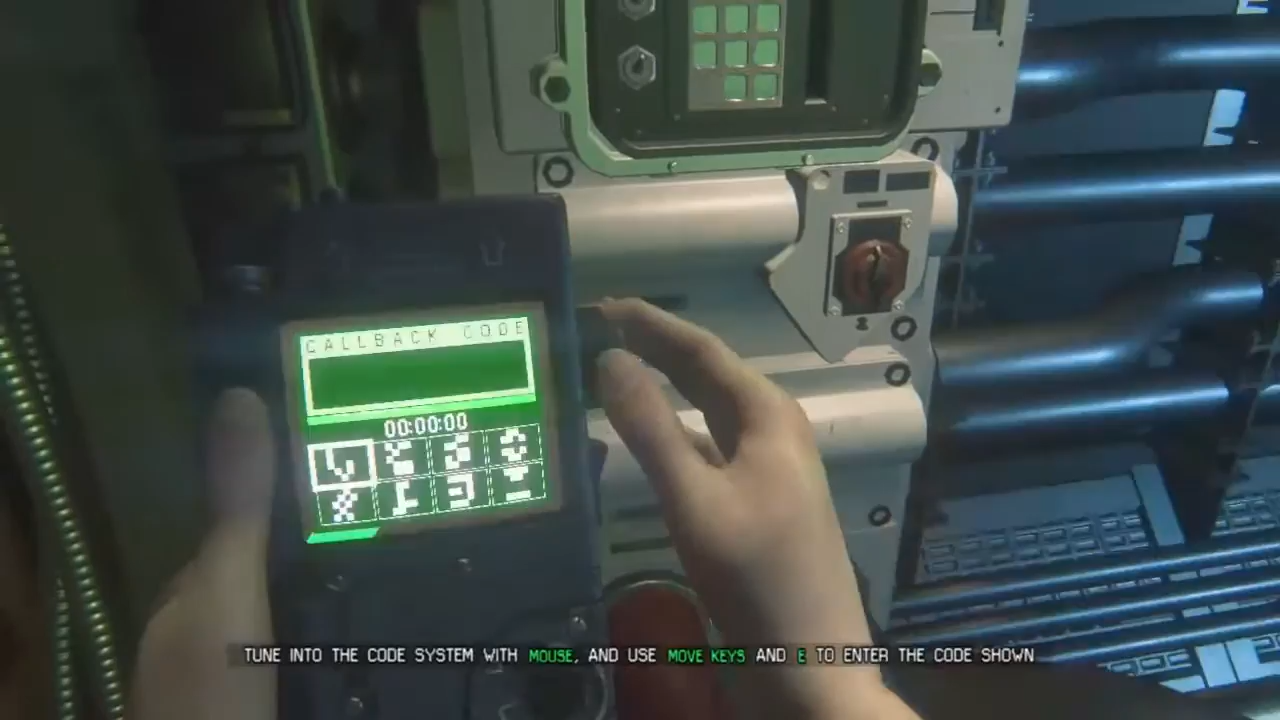 CALLBACK CODE
00:00:00
TUNE INTO THE CODE SYSTEM WITH MOUSE, AND USE MOVE KEYS AND E TO ENTER THE CODE SHOWN